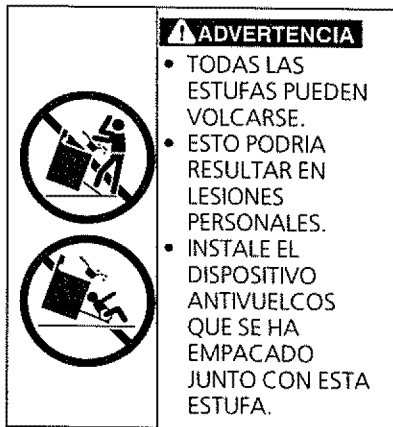 ADVERTENCIA
• TODAS LAS
ESTUFAS PUEDEN
VOLCARSE.
• ESTO PODRIA
RESULTAR EN
LESIONES
PERSONALES.
• INSTALE EL
DISPOSITIVO
ANTIVUELCOS
QUE SE HA
EMPACADO
JUNTO CON ESTA
ESTUFA.